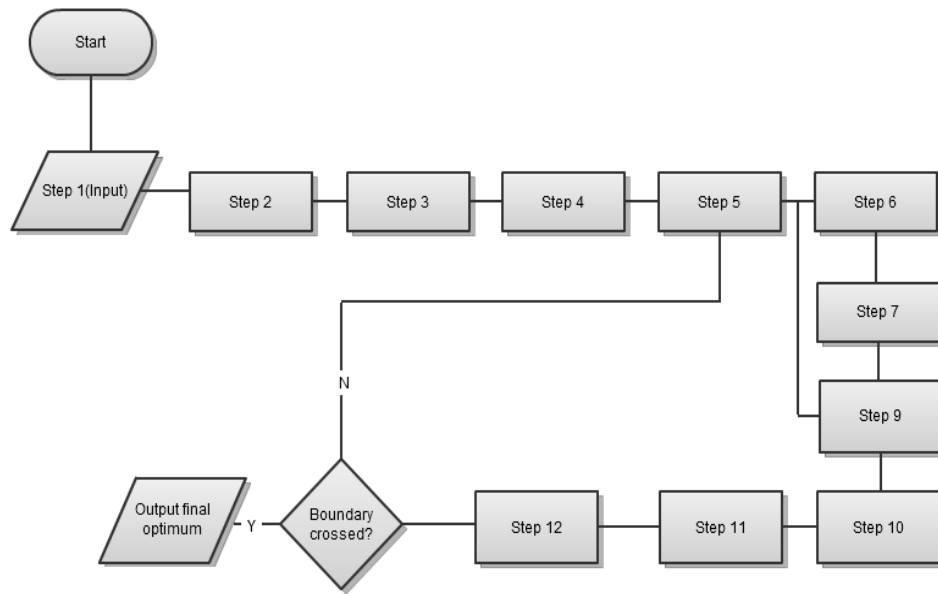 Start
Step 1(Input)
Step 2
Step 3
Step 4
Step 5
Step 6
Step 7
N
Step 9
Output final
optimum
Y
Boundary
crossed?
Step 12
Step 11
Step 10